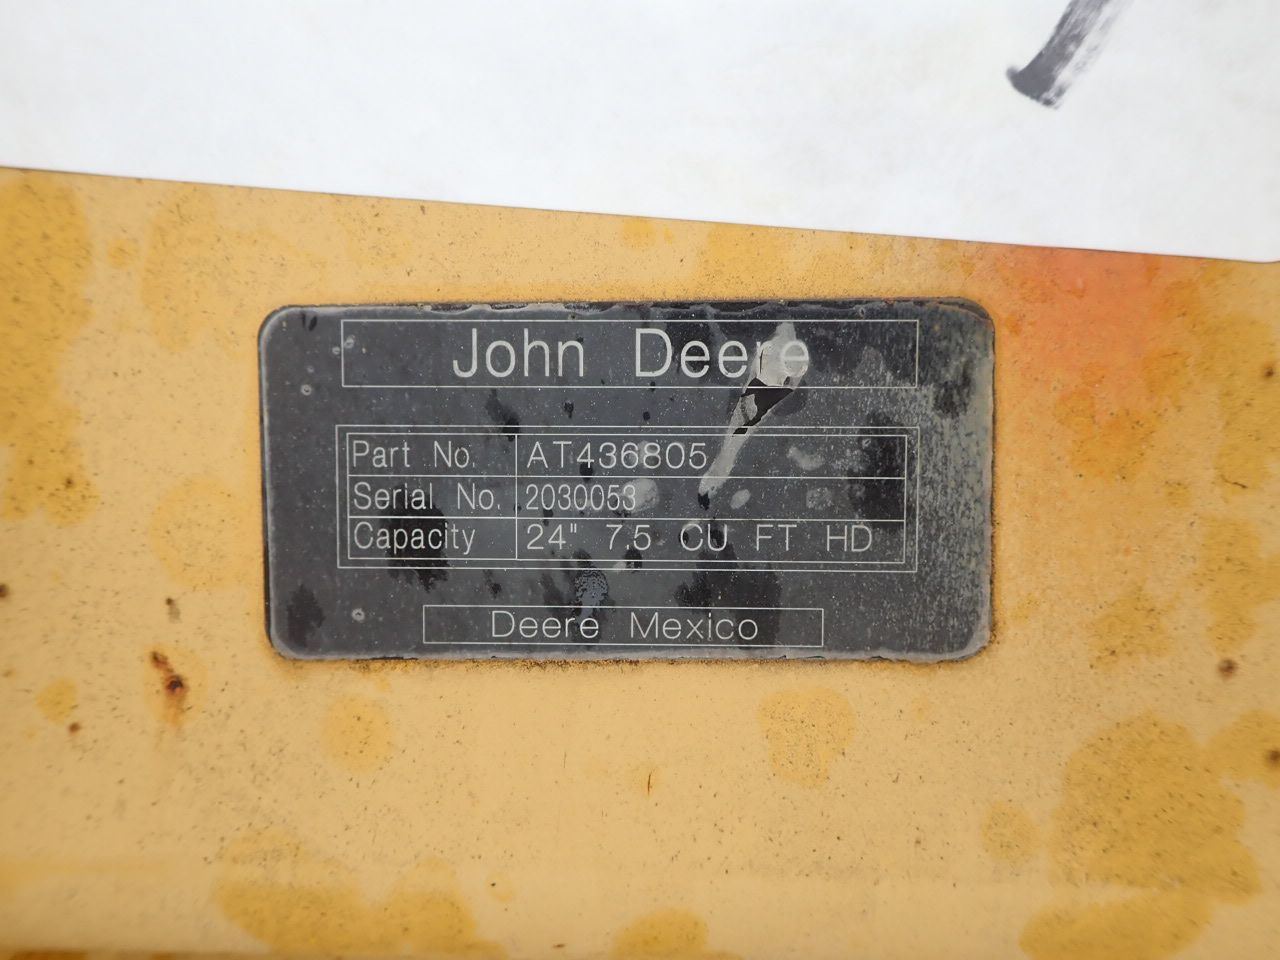 John Deere
Part No. AT436805
Serial No. 2030053
Capacity 24" 7.5 CU FT HD
Deere Mexico